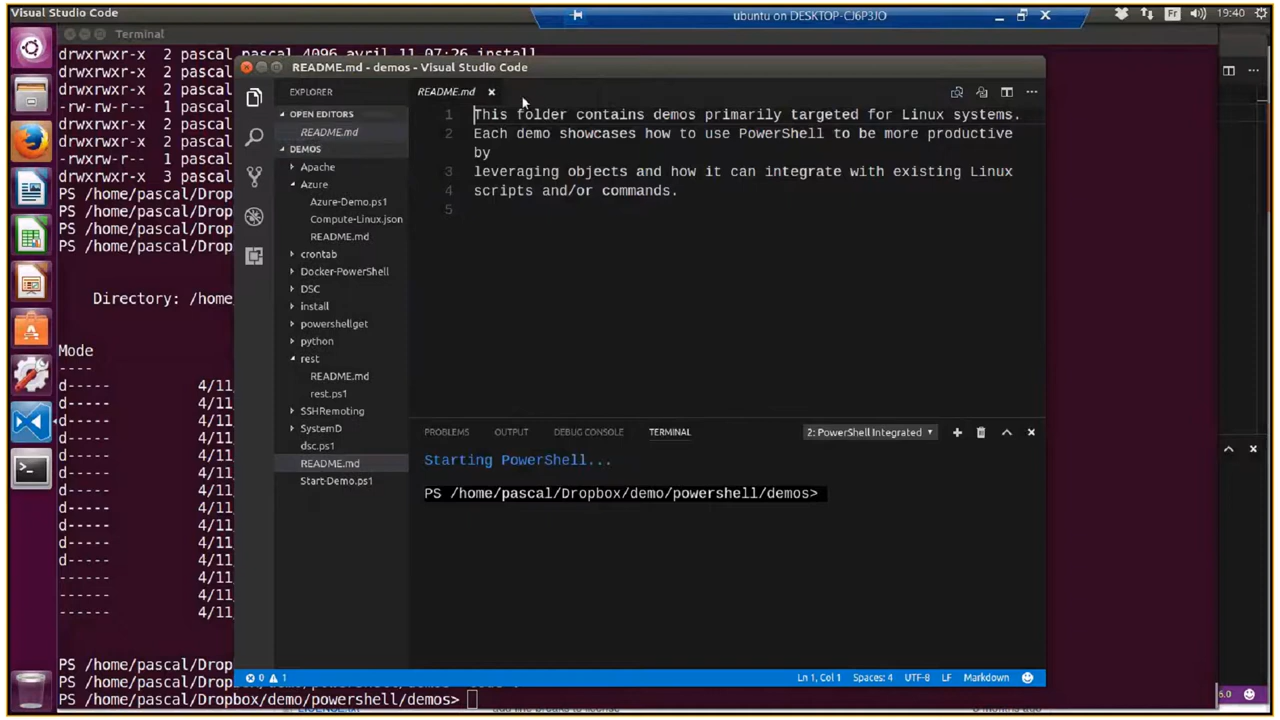 Visual Studio Code
ubuntu on DESKTOP-CJ6P3JO
Fr
19:40
Terminal
drwxrwxr-x 2 pascal pascal 4096 avril 11 07:26 install
drwxrwxr-x 2 pascal
drwxrwxr-x 2 pascal
drwxrwxr-x 2 pascal
-rw-rw-r-- 1 pascal
drwxrwxr-x 2 pascal
-rw-rw-r-- 1 pascal
drwxrwxr-x 3 pascal
PS /home/pascal/Drop
PS /home/pascal/Drop
PS /home/pascal/Drop
PS /home/pascal/Drop
Directory: /home
Mode
----
d----- 4/11
d----- 4/11
d----- 4/11
d----- 4/11
d----- 4/11
d----- 4/11
d----- 4/11
d----- 4/11
d----- 4/11
d----- 4/11
d----- 4/11
------ 4/11
------ 4/11
------ 4/11
PS /home/pascal/Drop
PS /home/pascal/Drop
PS /home/pascal/Dropbox/demo/powershell/demos>
README.md - demos - Visual Studio Code
EXPLORER
OPEN EDITORS
README.md
DEMOS
Apache
Azure
Azure-Demo.ps1
Compute-Linux.json
README.md
crontab
Docker-PowerShell
DSC
install
powershellget
python
rest
README.md
rest.ps1
SSHRemoting
SystemD
dsc.ps1
README.md
Start-Demo.ps1
README.md
1 This folder contains demos primarily targeted for Linux systems.
2 Each demo showcases how to use PowerShell to be more productive
by
3 leveraging objects and how it can integrate with existing Linux
4 scripts and/or commands.
5
PROBLEMS OUTPUT DEBUG CONSOLE TERMINAL 2: PowerShell Integrated
Starting PowerShell...
PS /home/pascal/Dropbox/demo/powershell/demos>
0 1 Ln 1, Col 1 Spaces: 4 UTF-8 LF Markdown
6.0